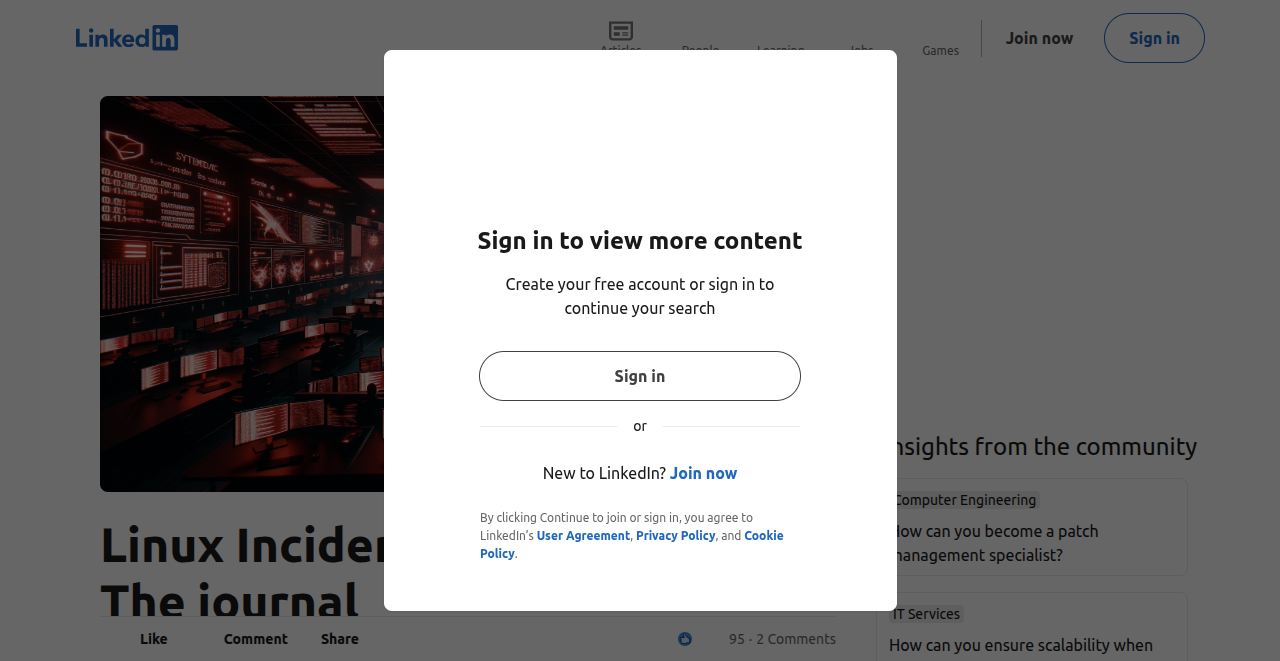 LinkedIn
Articles
People
Learning
Jobs
Games
Join now
Sign in
Sign in to view more content
Create your free account or sign in to
continue your search
Sign in
or
New to LinkedIn? Join now
By clicking Continue to join or sign in, you agree to
LinkedIn’s User Agreement, Privacy Policy, and Cookie
Policy.
Linux Inciden
The journal
Like
Comment
Share
95 · 2 Comments
nsights from the community
Computer Engineering
How can you become a patch
management specialist?
IT Services
How can you ensure scalability when